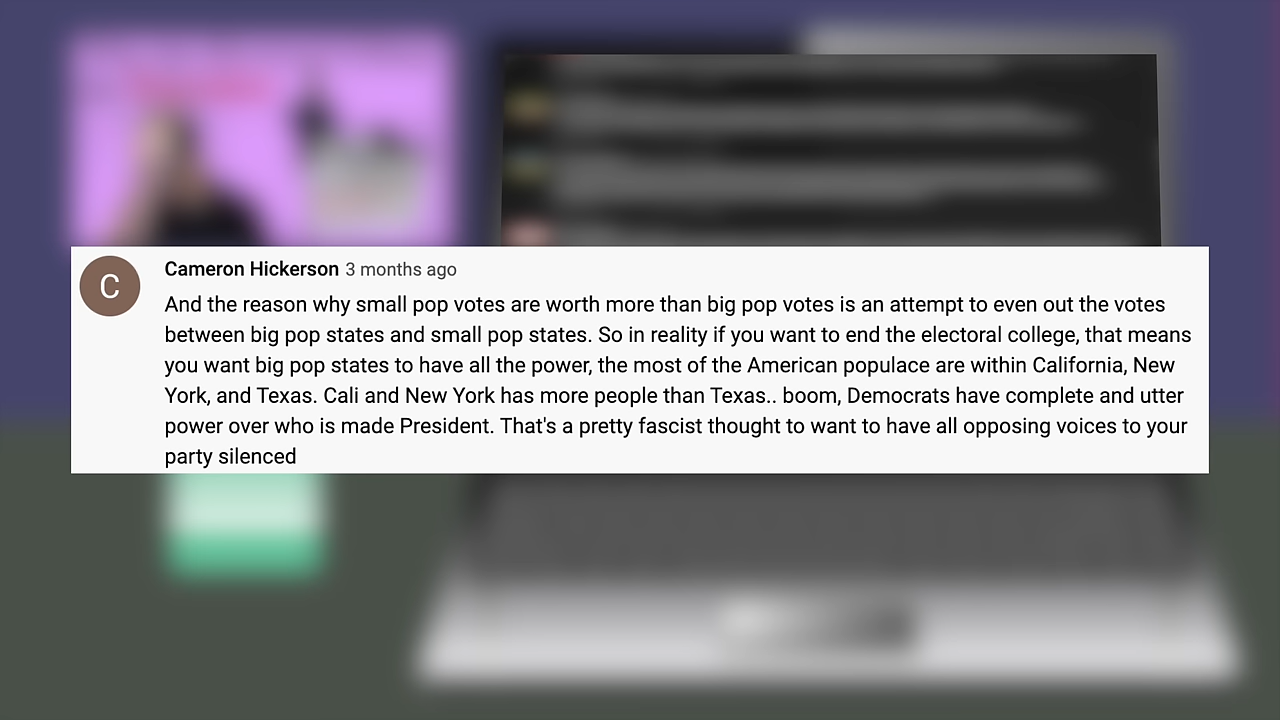 C
Cameron Hickerson 3 months ago
And the reason why small pop votes are worth more than big pop votes is an attempt to even out the votes
between big pop states and small pop states. So in reality if you want to end the electoral college, that means
you want big pop states to have all the power, the most of the American populace are within California, New
York, and Texas. Cali and New York has more people than Texas.. boom, Democrats have complete and utter
power over who is made President. That's a pretty fascist thought to want to have all opposing voices to your
party silenced